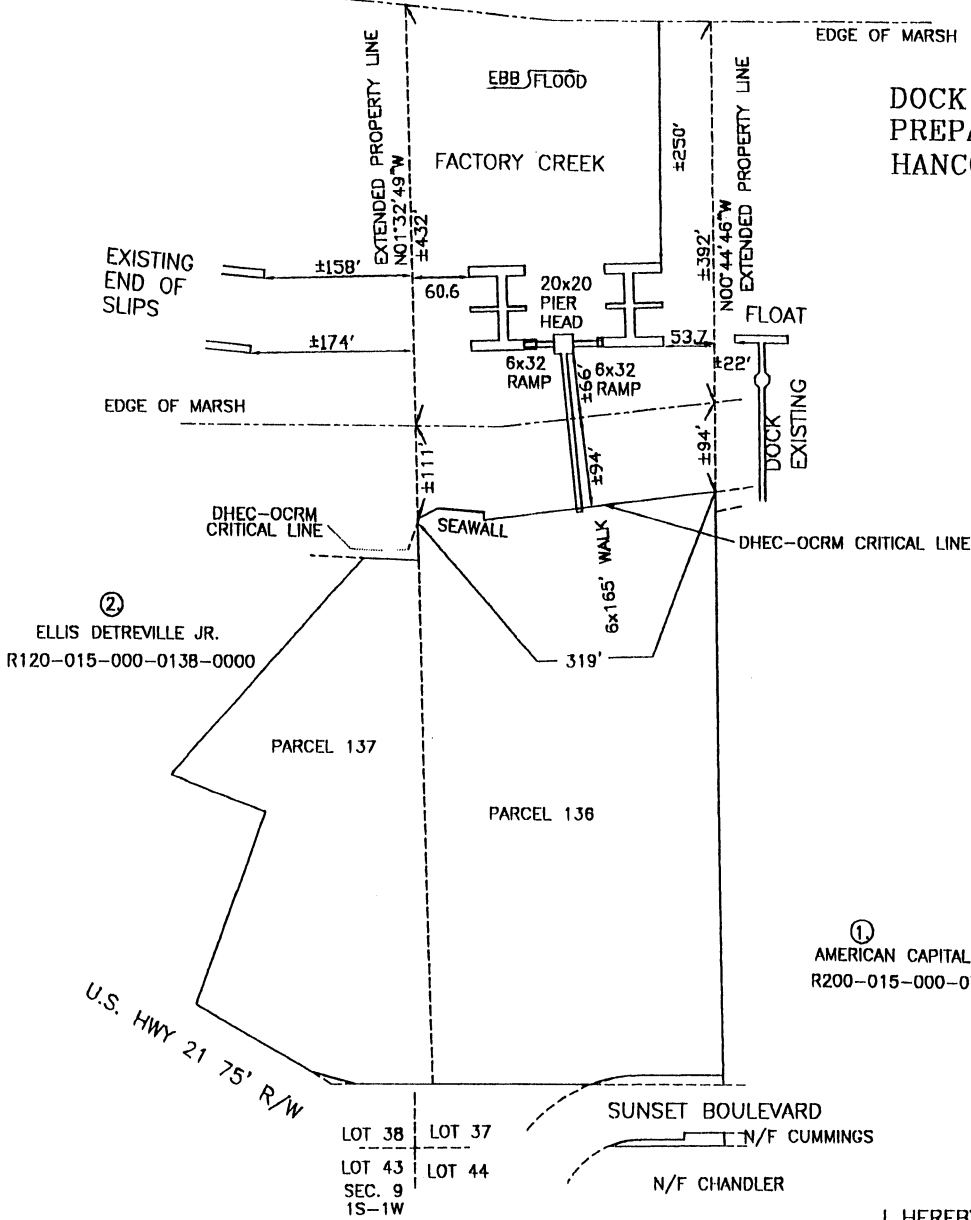 EDGE OF MARSH
EXTENDED PROPERTY LINE
N01°32'49"W
±432'
EBB FLOOD
FACTORY CREEK
±250'
EXTENDED PROPERTY LINE
N00°44'46"W
±392'
DOCK
HANCO
EXISTING
END OF
SLIPS
±158'
60.6
20x20
PIER
HEAD
FLOAT
±174'
6x32
RAMP
±66'
6x32
RAMP
53.7
±22'
EDGE OF MARSH
±111'
±94'
±94'
DOCK
EXISTING
DHEC-OCRM
CRITICAL LINE
SEAWALL
DHEC-OCRM CRITICAL LINE
6x165' WALK
319'
②
ELLIS DETREVILLE JR.
R120-015-000-0138-0000
PARCEL 137
PARCEL 136
①
AMERICAN CAPITAL
R200-015-000-0
U.S. HWY 21 75' R/W
SUNSET BOULEVARD
LOT 38
LOT 37
N/F CUMMINGS
LOT 43
LOT 44
SEC. 9
1S-1W
N/F CHANDLER
I HEREBY